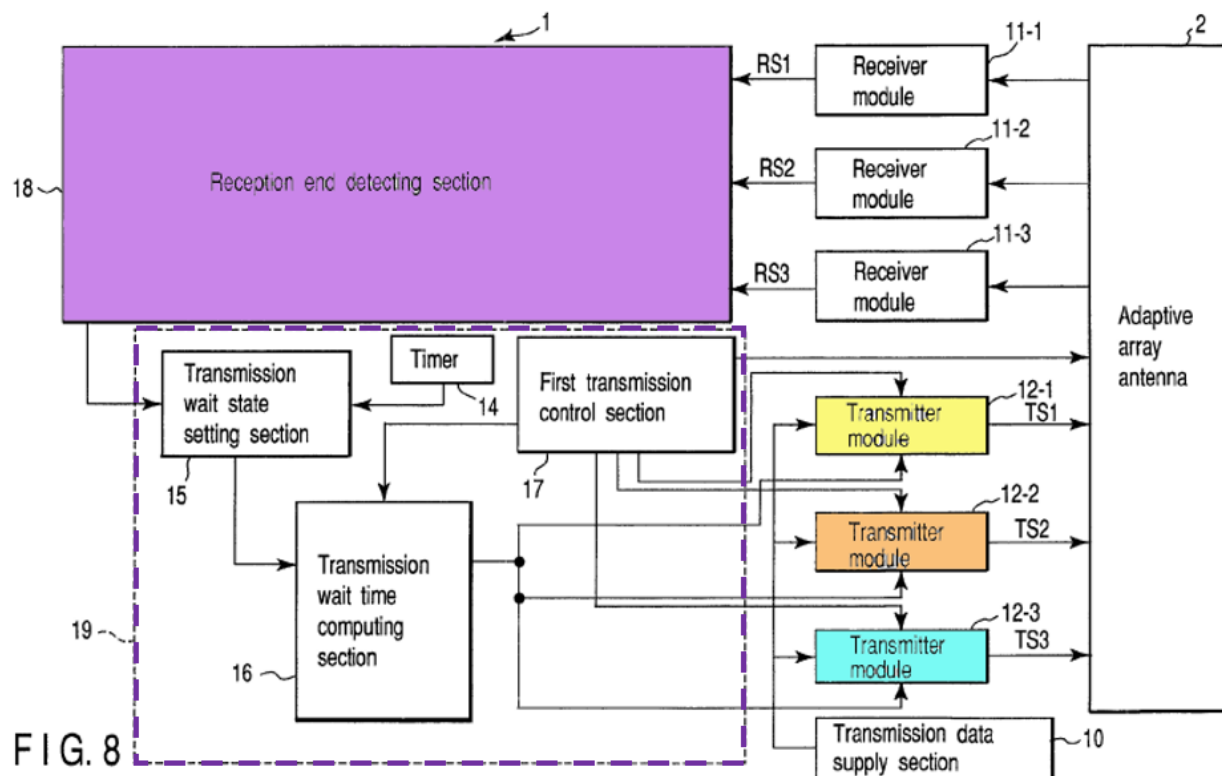 1
2
18
Reception end detecting section
RS1
Receiver
module
11-1
RS2
Receiver
module
11-2
RS3
Receiver
module
11-3
Adaptive
array
antenna
Transmission
wait state
setting section
15
Timer
14
First transmission
control section
17
Transmission
wait time
computing
section
16
19
Transmitter
module
12-1
TS1
Transmitter
module
12-2
TS2
Transmitter
module
12-3
TS3
Transmission data
supply section
10
FIG. 8